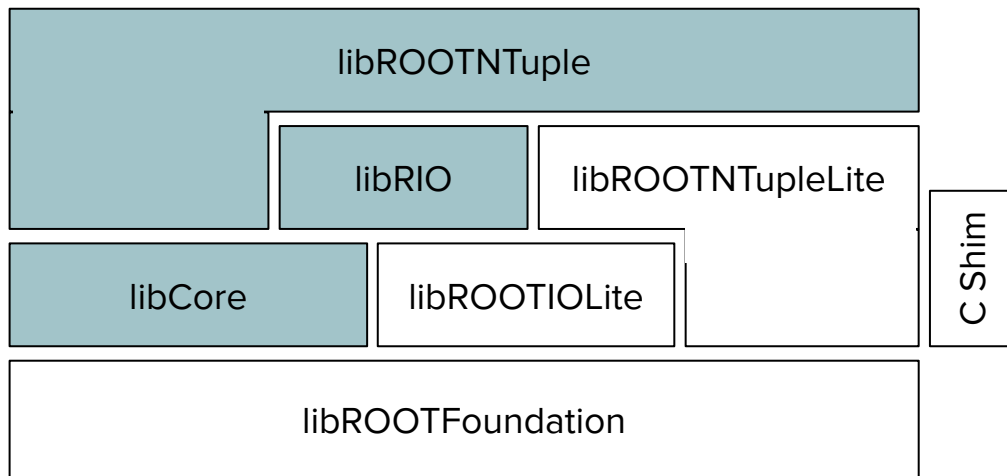 libROOTNTuple
libRIO
libROOTNTupleLite
C Shim
libCore
libROOTIOLite
libROOTFoundation